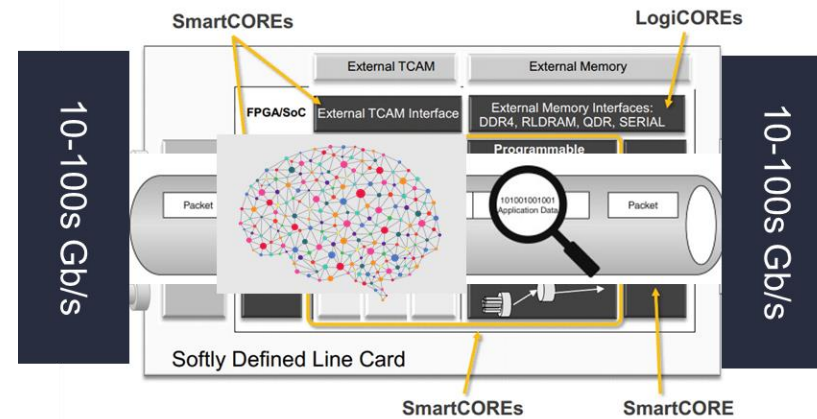 SmartCOREs
LogiCOREs
External TCAM
External Memory
FPGA/SoC
External TCAM Interface
External Memory Interfaces:
DDR4, RLDRAM, QDR, SERIAL
Programmable
10-100s Gb/s
Packet
101001001001
Application Data
Packet
10-100s Gb/s
Softly Defined Line Card
SmartCOREs
SmartCORE